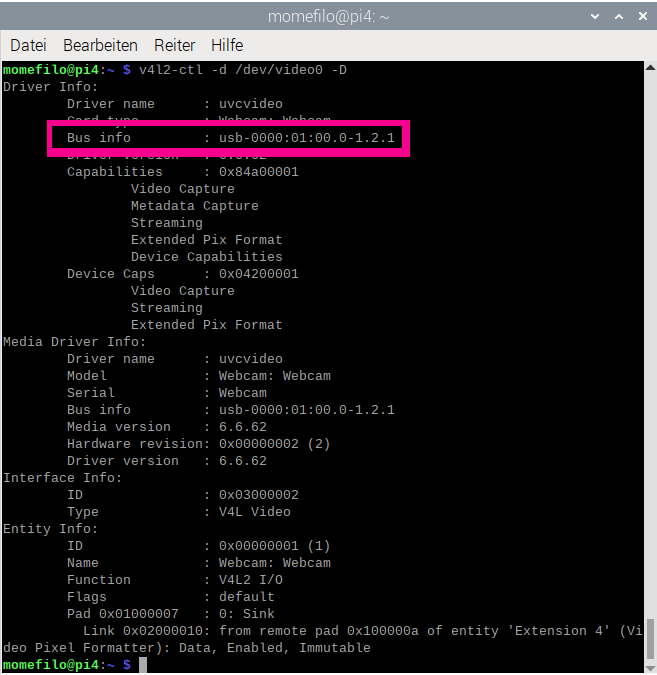 momefilo@pi4: ~
Datei Bearbeiten Reiter Hilfe
momefilo@pi4:~ $ v4l2-ctl -d /dev/video0 -D
Driver Info:
Driver name : uvcvideo
Card type : Webcam: Webcam
Bus info : usb-0000:01:00.0-1.2.1
Driver version : 6.6.62
Capabilities : 0x84a00001
Video Capture
Metadata Capture
Streaming
Extended Pix Format
Device Capabilities
Device Caps : 0x04200001
Video Capture
Streaming
Extended Pix Format
Media Driver Info:
Driver name : uvcvideo
Model : Webcam: Webcam
Serial : Webcam
Bus info : usb-0000:01:00.0-1.2.1
Media version : 6.6.62
Hardware revision: 0x00000002 (2)
Driver version : 6.6.62
Interface Info:
ID : 0x03000002
Type : V4L Video
Entity Info:
ID : 0x00000001 (1)
Name : Webcam: Webcam
Function : V4L2 I/O
Flags : default
Pad 0x01000007 : 0: Sink
Link 0x02000010: from remote pad 0x100000a of entity 'Extension 4' (Vi
deo Pixel Formatter): Data, Enabled, Immutable
momefilo@pi4:~ $